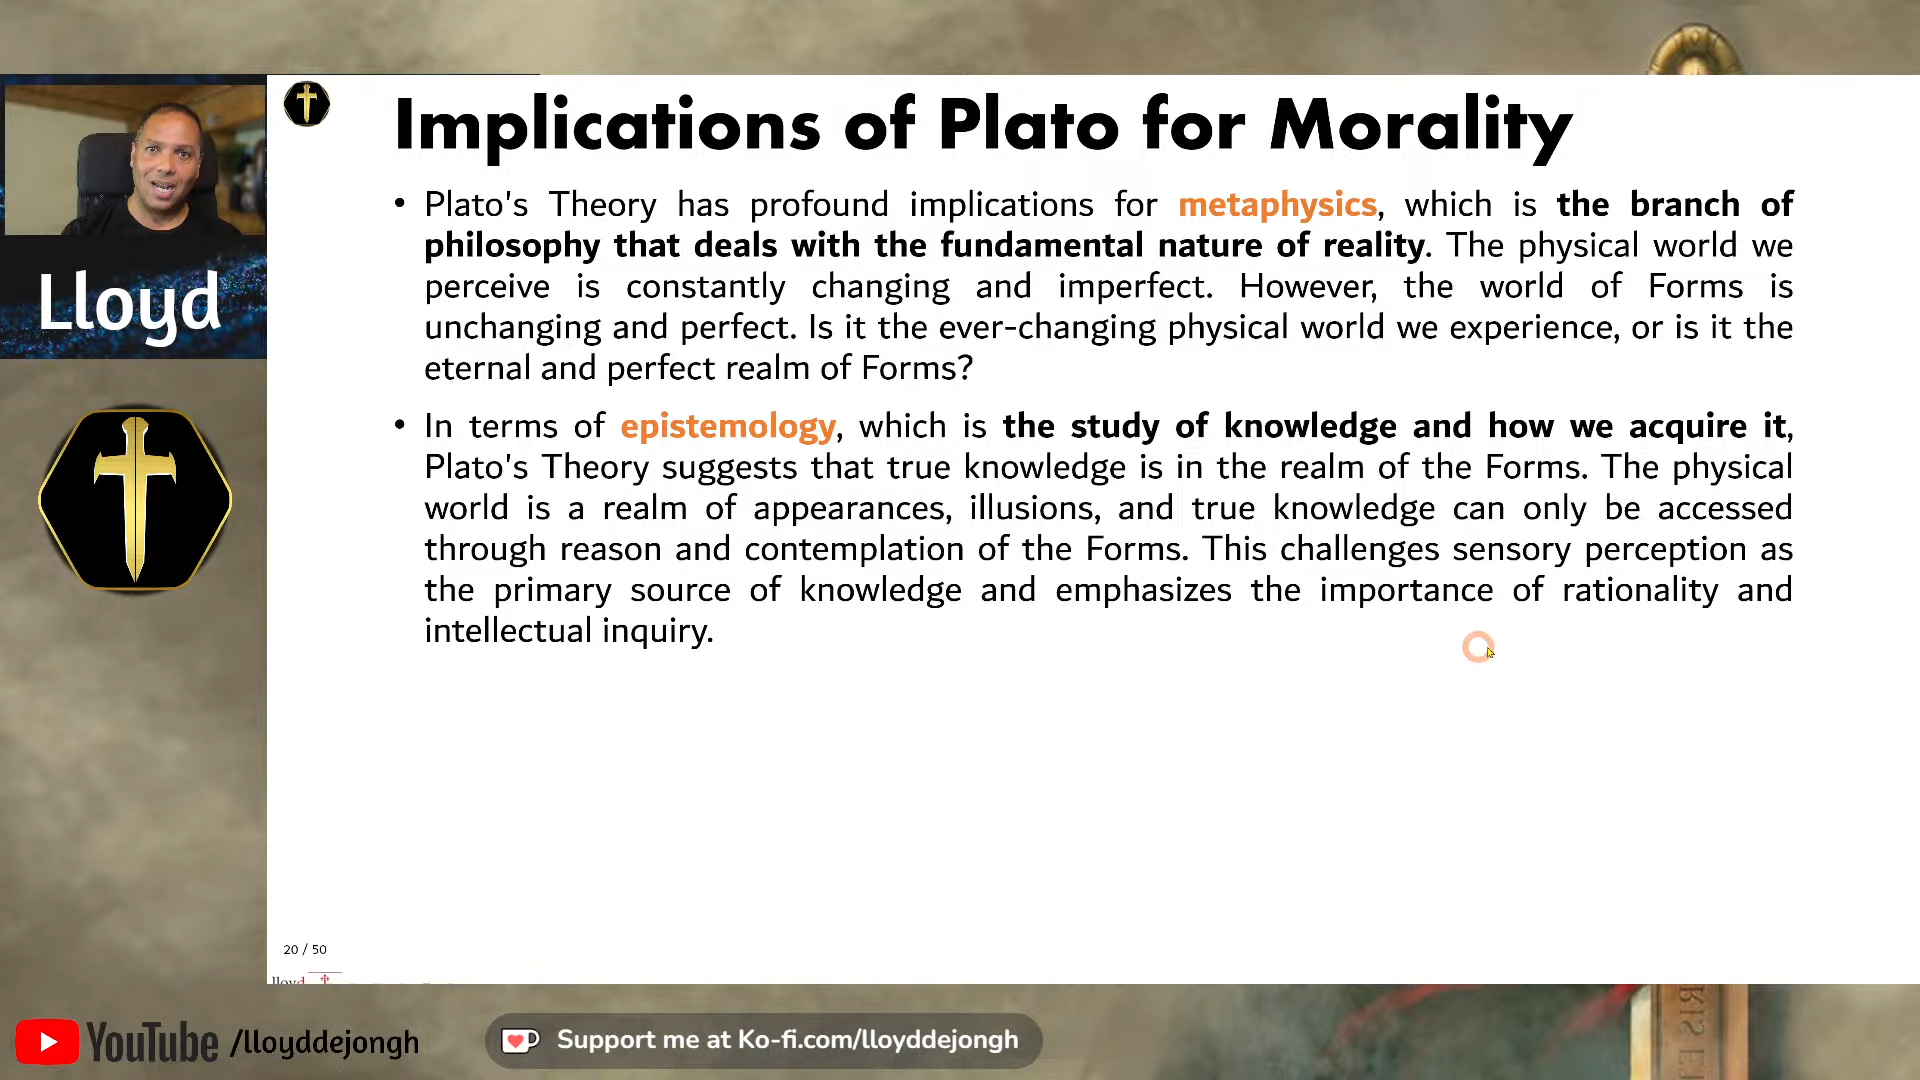 Implications of Plato for Morality
Lloyd
• Plato's Theory has profound implications for metaphysics, which is the branch of
philosophy that deals with the fundamental nature of reality. The physical world we
perceive is constantly changing and imperfect. However, the world of Forms is
unchanging and perfect. Is it the ever-changing physical world we experience, or is it the
eternal and perfect realm of Forms?
• In terms of epistemology, which is the study of knowledge and how we acquire it,
Plato's Theory suggests that true knowledge is in the realm of the Forms. The physical
world is a realm of appearances, illusions, and true knowledge can only be accessed
through reason and contemplation of the Forms. This challenges sensory perception as
the primary source of knowledge and emphasizes the importance of rationality and
intellectual inquiry.
20 / 50
lloyd
YouTube /lloyddejongh
Support me at Ko-fi.com/lloyddejongh